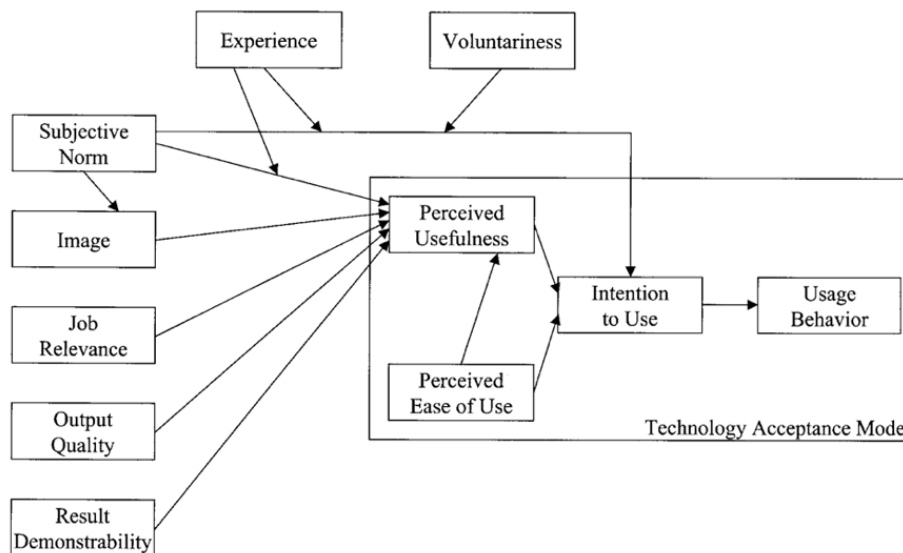 Experience
Voluntariness
Subjective
Norm
Image
Job
Relevance
Output
Quality
Result
Demonstrability
Perceived
Usefulness
Perceived
Ease of Use
Intention
to Use
Usage
Behavior
Technology Acceptance Mode